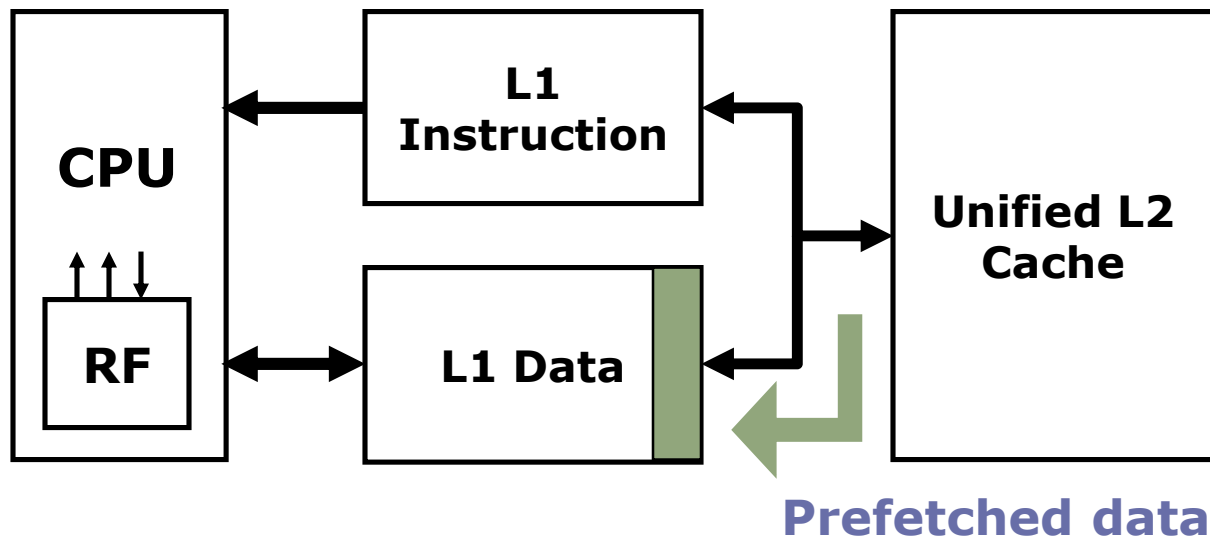 CPU
RF
L1
Instruction
L1 Data
Unified L2
Cache
Prefetched data